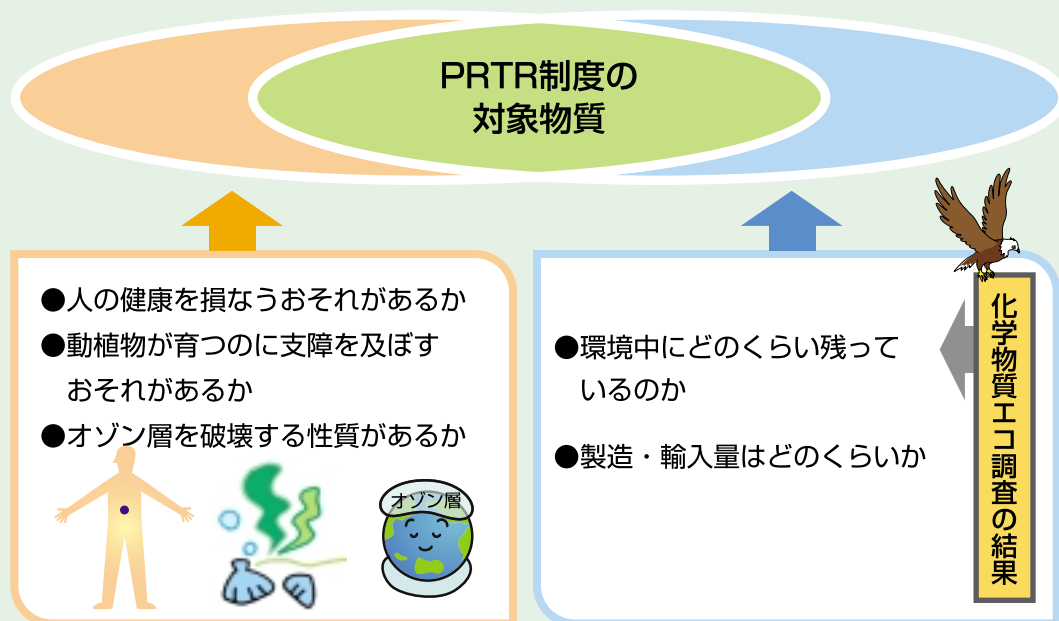 PRTR制度の
対象物質
●人の健康を損なうおそれがあるか
●動植物が育つのに支障を及ぼす
おそれがあるか
●オゾン層を破壊する性質があるか
オゾン層
●環境中にどのくらい残って
いるのか
●製造・輸入量はどのくらいか
化学物質エコ調査の結果